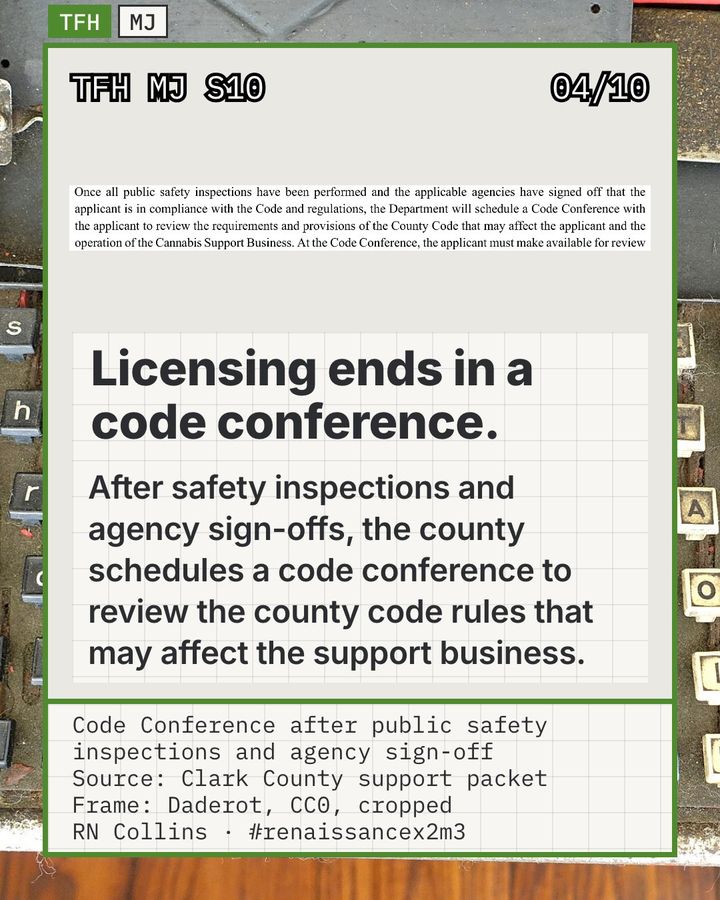 TFH MJ
TFH MJ S10 04/10
Once all public safety inspections have been performed and the applicable agencies have signed off that the
applicant is in compliance with the Code and regulations, the Department will schedule a Code Conference with
the applicant to review the requirements and provisions of the County Code that may affect the applicant and the
operation of the Cannabis Support Business. At the Code Conference, the applicant must make available for review
Licensing ends in a
code conference.
After safety inspections and
agency sign-offs, the county
schedules a code conference to
review the county code rules that
may affect the support business.
Code Conference after public safety
inspections and agency sign-off
Source: Clark County support packet
Frame: Daderot, CC0, cropped
RN Collins · #renaissancex2m3
s
h
r
A
O